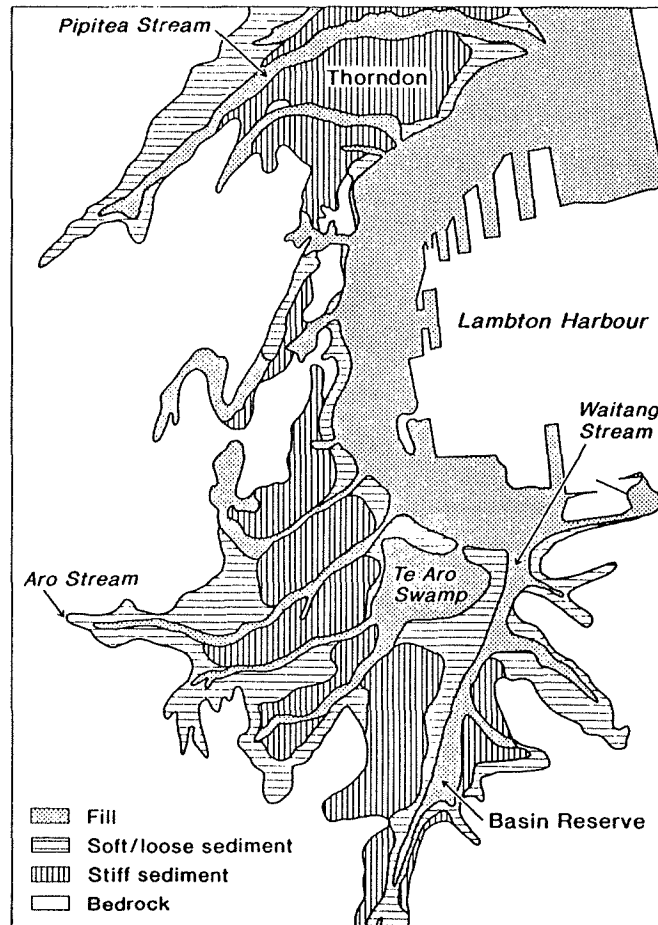 Pipitea Stream
Thorndon
Lambton Harbour
Waitang
Stream
Aro Stream
Te Aro
Swamp
Fill
Soft/loose sediment
Stiff sediment
Bedrock
Basin Reserve